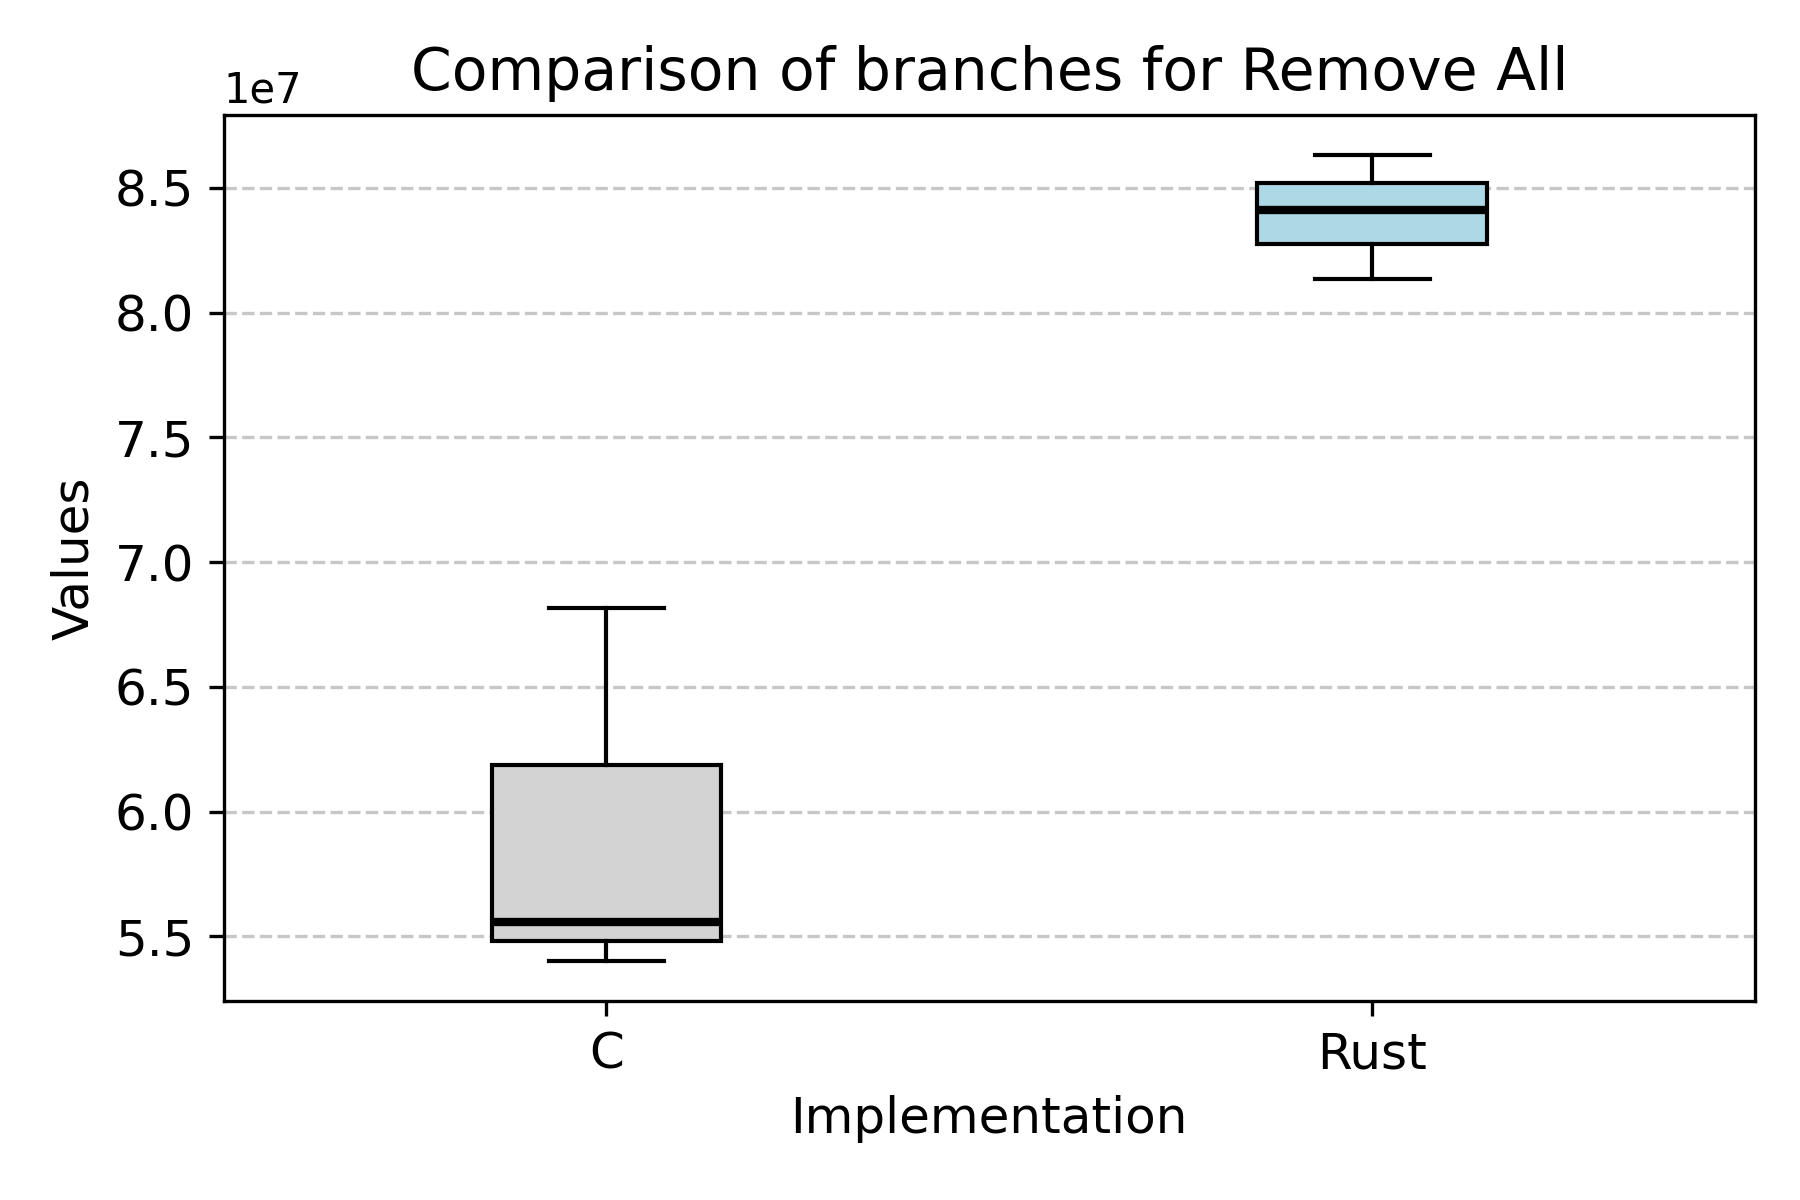 Comparison of branches for Remove All
1e7
8.5
8.0
7.5
7.0
6.5
6.0
5.5
Values
C
Rust
Implementation